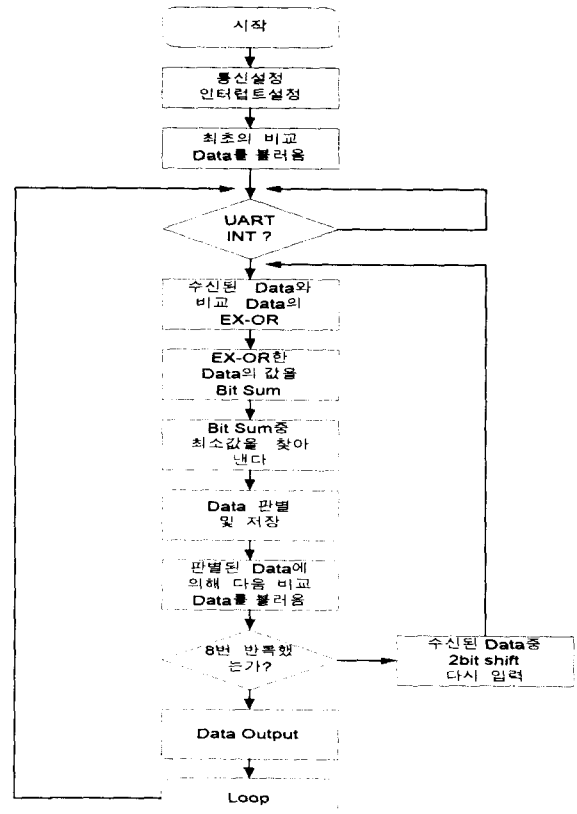 시작
통신설정
인터럽트설정
최초의 비교
Data를 불러옴
UART
INT ?
수신된 Data와
비교 Data의
EX-OR
EX-OR한
Data의 값을
Bit Sum
Bit Sum중
최소값을 찾아
낸다
Data 판별
및 저장
판별된 Data에
의해 다음 비교
Data를 불러옴
8번 반복했
는가?
수신된 Data중
2bit shift
다시 입력
Data Output
Loop